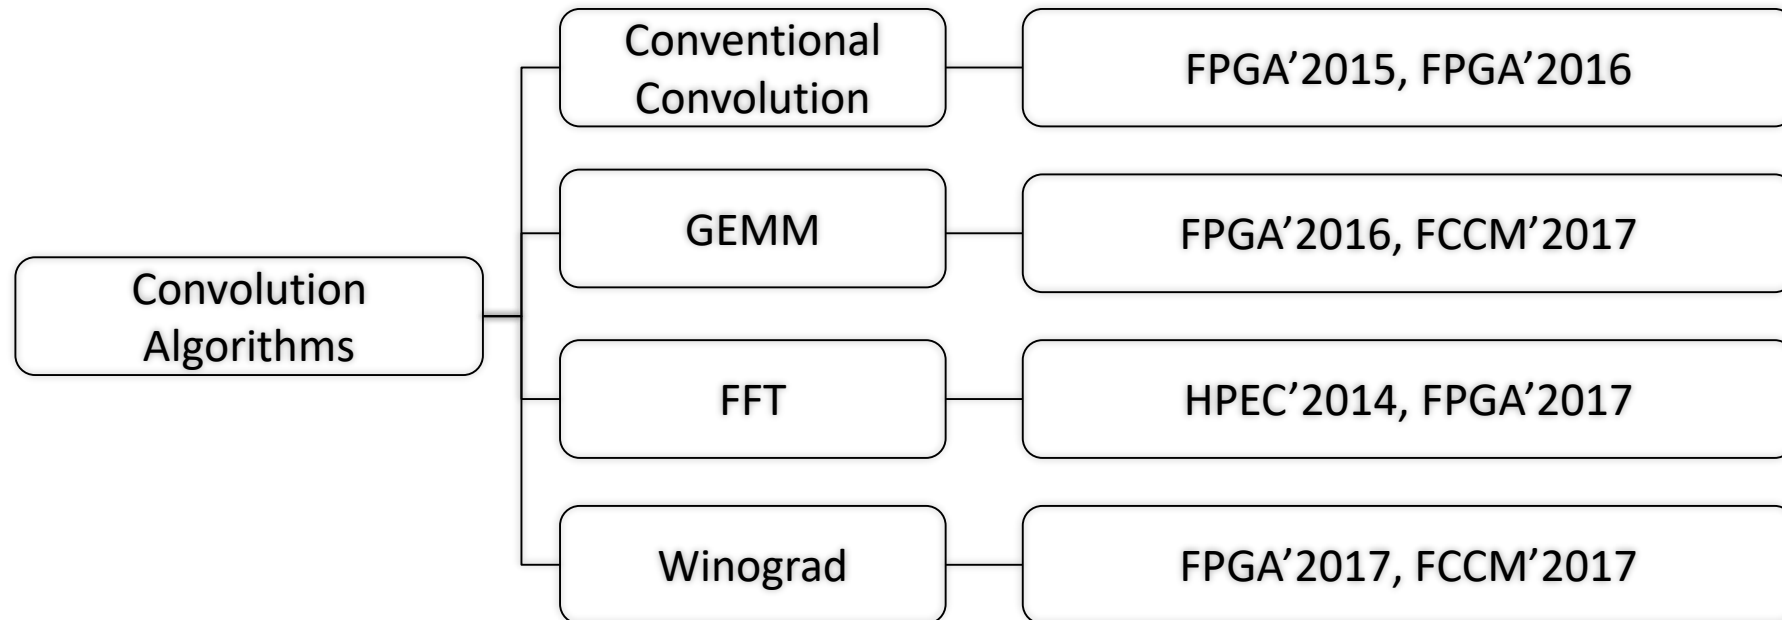 Conventional
Convolution
FPGA’2015, FPGA’2016
GEMM
FPGA’2016, FCCM’2017
Convolution
Algorithms
FFT
HPEC’2014, FPGA’2017
Winograd
FPGA’2017, FCCM’2017